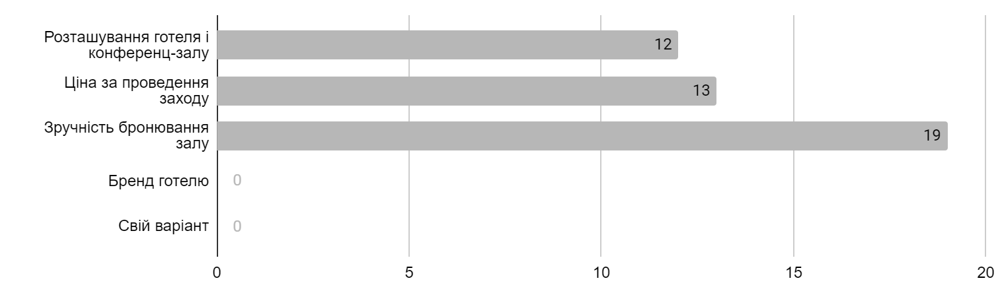 Розташування готеля і
конференц-залу
12
Ціна за проведення
заходу
13
Зручність бронювання
залу
19
Бренд готелю
0
Свій варіант
0
0
5
10
15
20